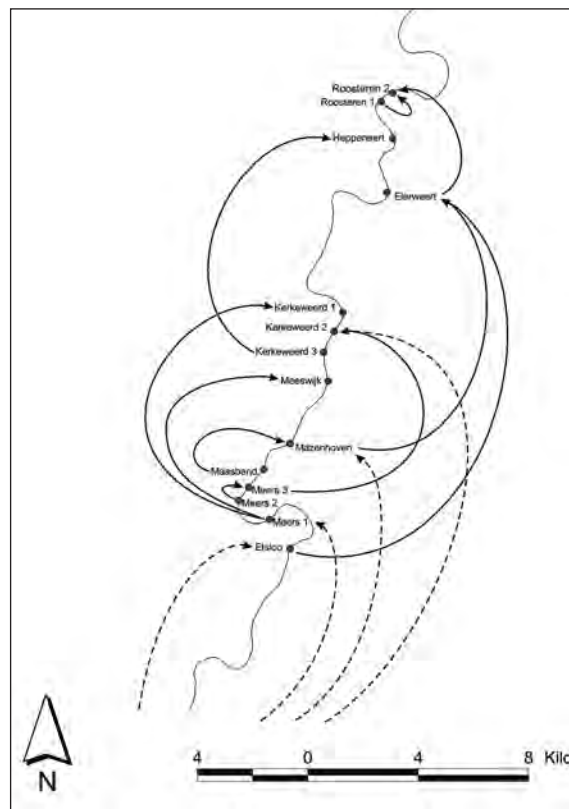 Roosteren 2
Roosteren 1
Heppeneert
Elerweert
Kerkeweerd 1
Kerkeweerd 2
Kerkeweerd 3
Meeswijk
Mazenhoven
Maasbend
Meers 3
Meers 2
Meers 1
Elsloo
N
4 0 4 8 Kilo